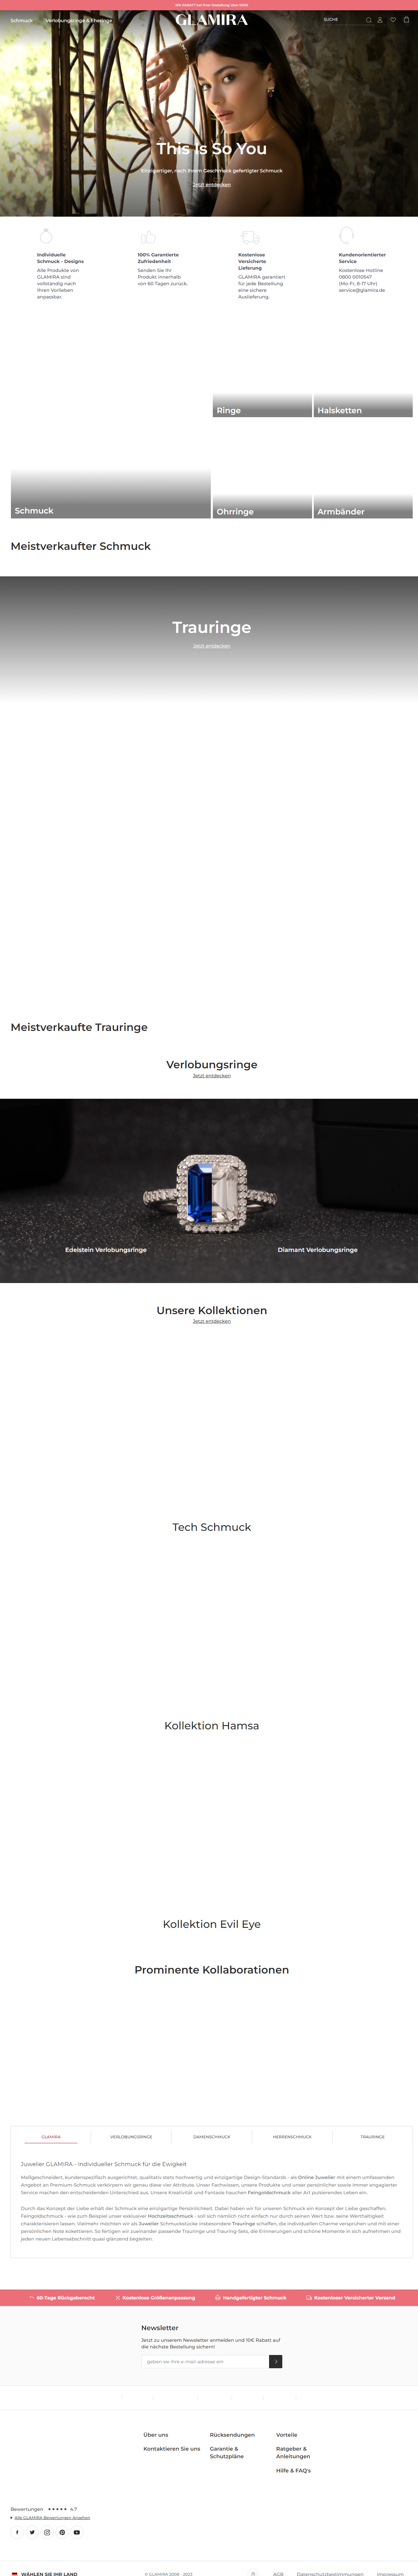 Schmuck
Verlobungsringe & Eheringe
GLAMIRA
SUCHE
This Is So You
Einzigartiger, nach Ihrem Geschmack gefertigter Schmuck
Jetzt entdecken
Individuelle
Schmuck - Designs
Alle Produkte von
GLAMIRA sind
vollständig nach
Ihren Vorlieben
anpassbar.
100% Garantierte
Zufriedenheit
Senden Sie Ihr
Produkt innerhalb
von 60 Tagen zurück.
Kostenlose
Versicherte
Lieferung
GLAMIRA garantiert
für jede Bestellung
eine sichere
Auslieferung.
Kundenorientierter
Service
Kostenlose Hotline
0800 0010547
(Mo-Fr, 8-17 Uhr)
service@glamira.de
Ringe
Halsketten
Schmuck
Ohrringe
Armbänder
Meistverkaufter Schmuck
Trauringe
Jetzt entdecken
Meistverkaufte Trauringe
Verlobungsringe
Jetzt entdecken
Edelstein Verlobungsringe
Diamant Verlobungsringe
Unsere Kollektionen
Jetzt entdecken
Tech Schmuck
Kollektion Hamsa
Kollektion Evil Eye
Prominente Kollaborationen
GLAMIRA
VERLOBUNGSRINGE
DAMENSCHMUCK
HERRENSCHMUCK
TRAURINGE
Juwelier GLAMIRA - Individueller Schmuck für die Ewigkeit
Maßgeschneidert, kundenspezifisch ausgerichtet, qualitativ stets hochwertig und einzigartige Design-Standards - als Online Juwelier mit einem umfassenden
Angebot an Premium-Schmuck verkörpern wir genau diese vier Attribute. Unser Fachwissen, unsere Produkte und unser persönlicher sowie immer engagierter
Service machen den entscheidenden Unterschied aus. Unsere Kreativität und Fantasie hauchen Feingoldschmuck aller Art pulsierendes Leben ein.
Durch das Konzept der Liebe erhält der Schmuck eine einzigartige Persönlichkeit. Dabei haben wir für unseren Schmuck ein Konzept der Liebe geschaffen.
Feingoldschmuck - wie zum Beispiel unser exklusiver Hochzeitsschmuck - soll sich nämlich nicht einfach nur durch seinen Wert bzw. seine Werthaltigkeit
charakterisieren lassen. Vielmehr möchten wir als Juwelier Schmuckstücke insbesondere Trauringe schaffen, die individuellen Charme versprühen und mit einer
persönlichen Note kokettieren. So fertigen wir zueinander passende Trauringe und Trauring-Sets, die Erinnerungen und schöne Momente in sich aufnehmen und
jeden neuen Lebensabschnitt quasi glänzend begleiten.
60-Tage Rückgaberecht
Kostenlose Größenanpassung
Handgefertigter Schmuck
Kostenloser Versicherter Versand
Newsletter
Jetzt zu unserem Newsletter anmelden und 10€ Rabatt auf
die nächste Bestellung sichern!
geben sie ihre e-mail adresse ein
Über uns
Kontaktieren Sie uns
Rücksendungen
Garantie &
Schutzpläne
Vorteile
Ratgeber &
Anleitungen
Hilfe & FAQ's
Bewertungen ★★★★★ 4.7
Alle GLAMIRA Bewertungen Ansehen
WÄHLEN SIE IHR LAND
© GLAMIRA 2008 - 2023
AGB
Datenschutzbestimmungen
Impressum